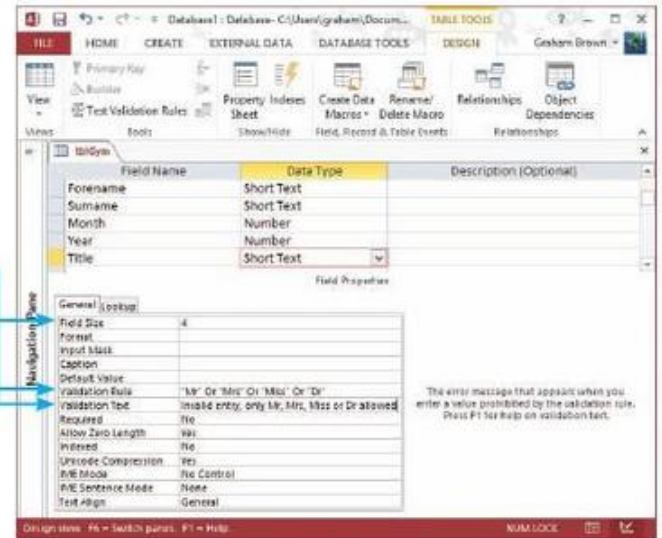 Database1 : Database- C:\Users\graham\Docum...
TABLE TOOLS
?
FILE HOME CREATE EXTERNAL DATA DATABASE TOOLS DESIGN Graham Brown
View
Primary Key
Builder
Test Validation Rules
Property Sheet
Indexes
Create Data Macros
Rename/ Delete Macro
Relationships
Object Dependencies
Views Tools Show/Hide Field, Record & Table Events Relationships
tblGym
Field Name Data Type Description (Optional)
Forename Short Text
Surname Short Text
Month Number
Year Number
Title Short Text
Field Properties
Navigation Pane
General Lookup
Field Size 4
Format
Input Mask
Caption
Default Value
Validation Rule "Mr" Or "Mrs" Or "Miss" Or "Dr"
Validation Text Invalid entry, only Mr, Mrs, Miss or Dr allowed
Required No
Allow Zero Length Yes
Indexed No
Unicode Compression Yes
IME Mode No Control
IME Sentence Mode None
Text Align General
The error message that appears when you
enter a value prohibited by the validation rule.
Press F1 for help on validation text.
Design view. F6 = Switch panes. F1 = Help. NUM LOCK